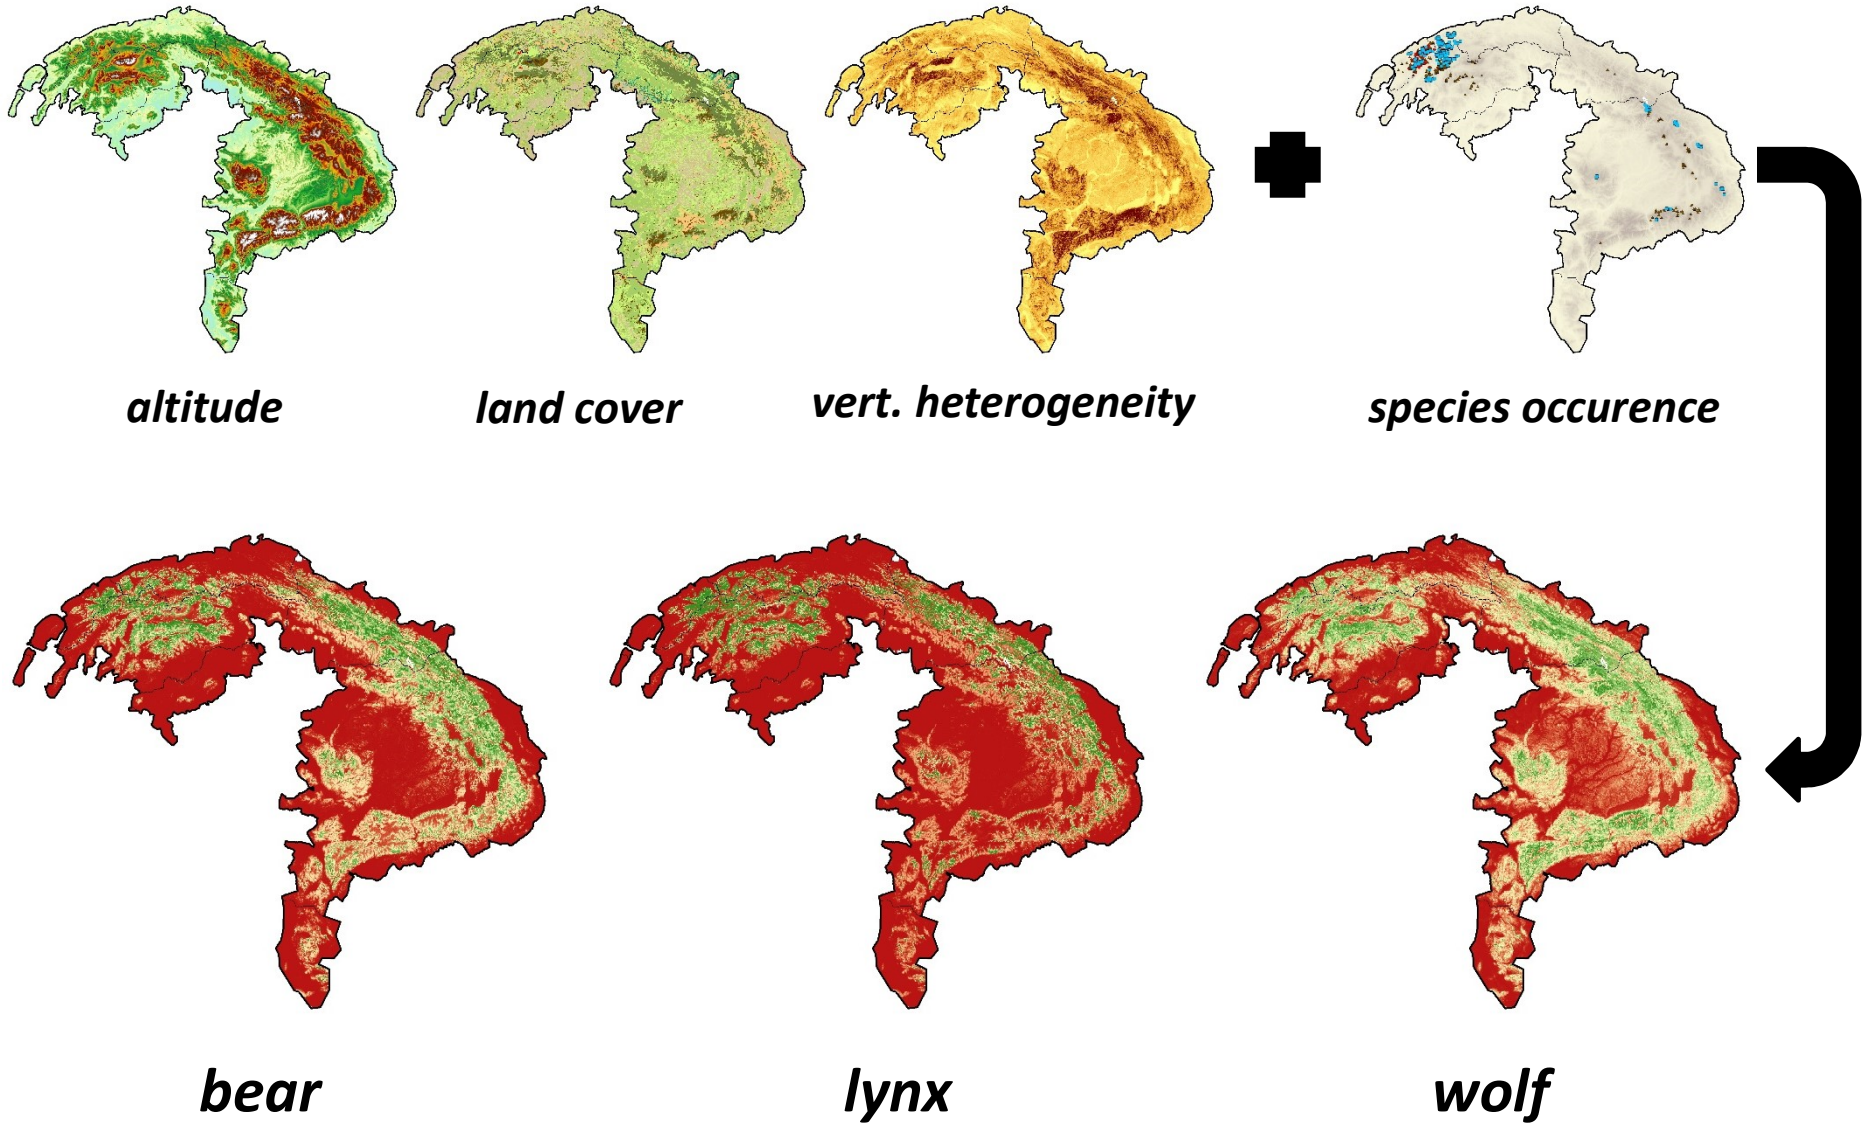 altitude
land cover
vert. heterogeneity
species occurence
bear
lynx
wolf